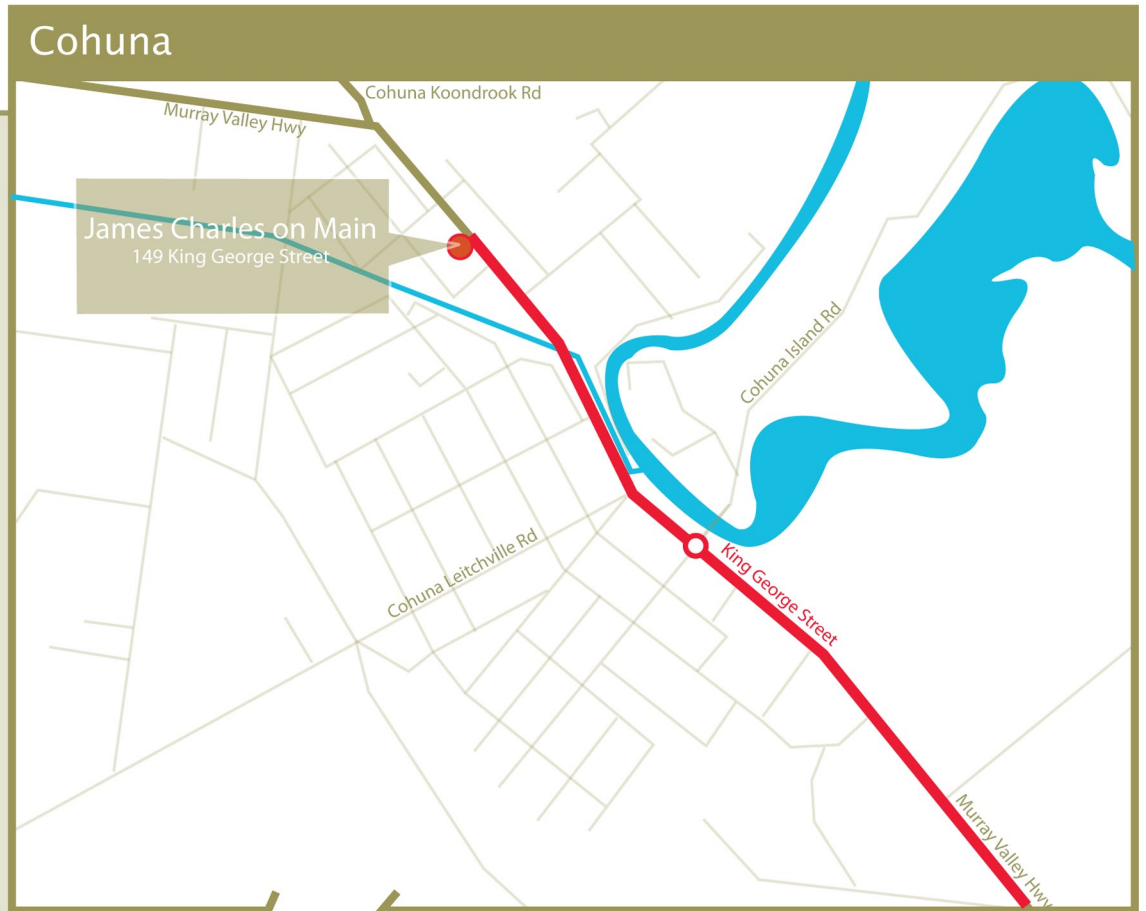 Cohuna
Cohuna Koondrook Rd
Murray Valley Hwy
James Charles on Main
149 King George Street
Cohuna Island Rd
Cohuna Leitchville Rd
King George Street
Murray Valley Hwy